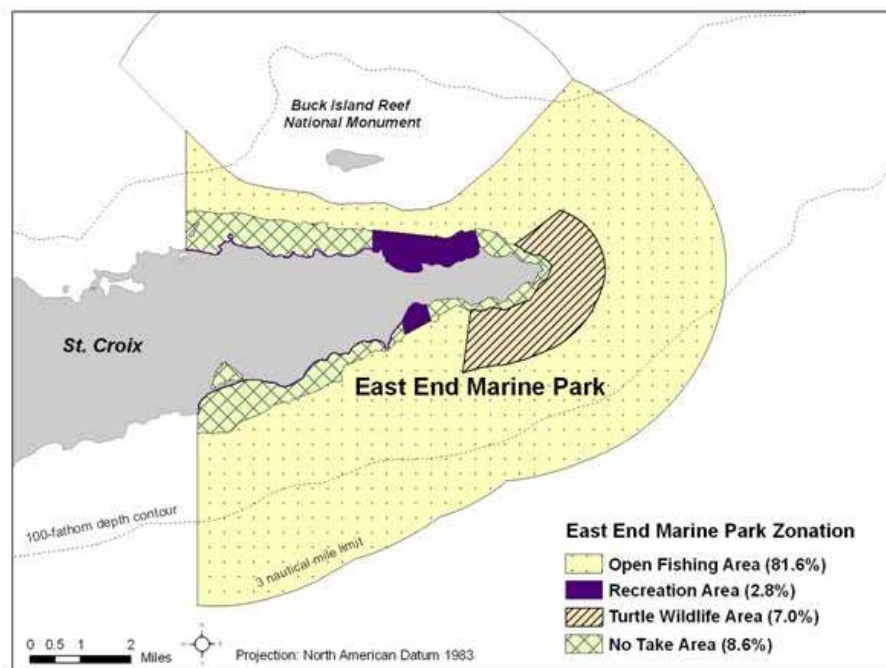 Buck Island Reef
National Monument
St. Croix
East End Marine Park
100-fathom depth contour
3 nautical mile limit
East End Marine Park Zonation
Open Fishing Area (81.6%)
Recreation Area (2.8%)
Turtle Wildlife Area (7.0%)
No Take Area (8.6%)
0 0.5 1 2
Miles
Projection: North American Datum 1983